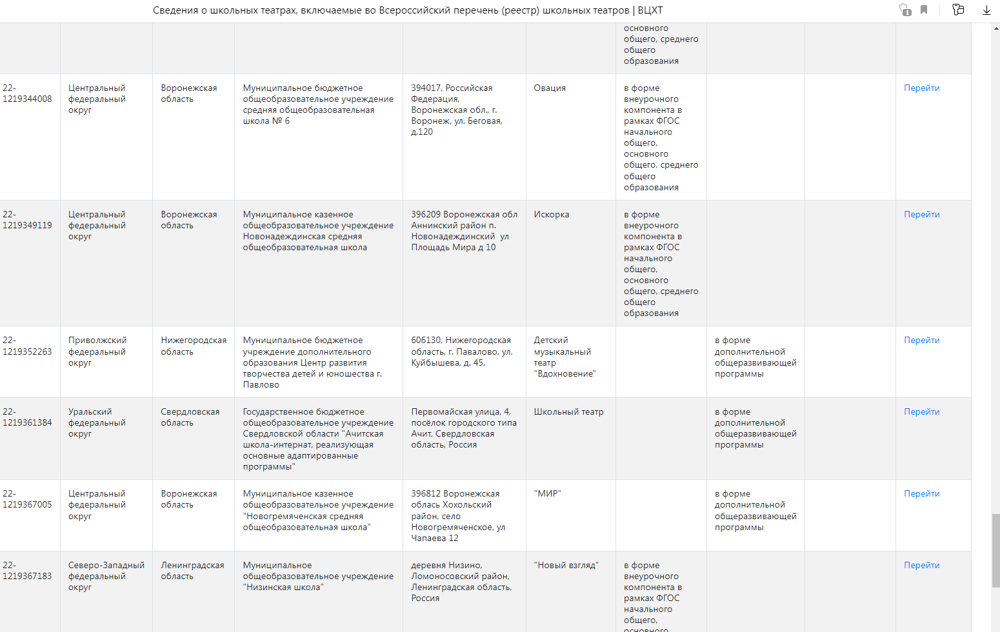 Сведения о школьных театрах, включаемые во Всероссийский перечень (реестр) школьных театров | ВЦХТ
1
основного
общего, среднего
общего
образования
22-
1219344008
Центральный
федеральный
округ
Воронежская
область
Муниципальное бюджетное
общеобразовательное учреждение
средняя общеобразовательная
школа № 6
394017, Российская
Федерация,
Воронежская обл., г.
Воронеж, ул. Беговая,
д.120
Овация
в форме
внеурочного
компонента в
рамках ФГОС
начального
общего,
основного
общего, среднего
общего
образования
Перейти
22-
1219349119
Центральный
федеральный
округ
Воронежская
область
Муниципальное казенное
общеобразовательное учреждение
Новонадеждинская средняя
общеобразовательная школа
396209 Воронежская обл
Аннинский район п.
Новонадеждинский  ул
Площадь Мира д 10
Искорка
в форме
внеурочного
компонента в
рамках ФГОС
начального
общего,
основного
общего, среднего
общего
образования
Перейти
22-
1219352263
Приволжский
федеральный
округ
Нижегородская
область
Муниципальное бюджетное
учреждение дополнительного
образования Центр развития
творчества детей и юношества г.
Павлово
606130, Нижегородская
область, г. Павалово, ул.
Куйбышева, д. 45.
Детский
музыкальный
театр
"Вдохновение"
в форме
дополнительной
общеразвивающей
программы
Перейти
22-
1219361384
Уральский
федеральный
округ
Свердловская
область
Государственное бюджетное
общеобразовательное учреждение
Свердловской области "Ачитская
школа-интернат, реализующая
основные адаптированные
программы"
Первомайская улица, 4,
посёлок городского типа
Ачит, Свердловская
область, Россия
Школьный театр
в форме
дополнительной
общеразвивающей
программы
Перейти
22-
1219367005
Центральный
федеральный
округ
Воронежская
область
Муниципальное казенное
общеобразовательное учреждение
"Новогремяченская средняя
общеобразовательная школа"
396812 Воронежская
облась Хохольский
район, село
Новогремяченское, ул
Чапаева 12
"МИР"
в форме
дополнительной
общеразвивающей
программы
Перейти
22-
1219367183
Северо-Западный
федеральный
округ
Ленинградская
область
Муниципальное
общеобразовательное учреждение
"Низинская школа"
деревня Низино,
Ломоносовский район,
Ленинградская область,
Россия
"Новый взгляд"
в форме
внеурочного
компонента в
рамках ФГОС
начального
общего,
основного
Перейти